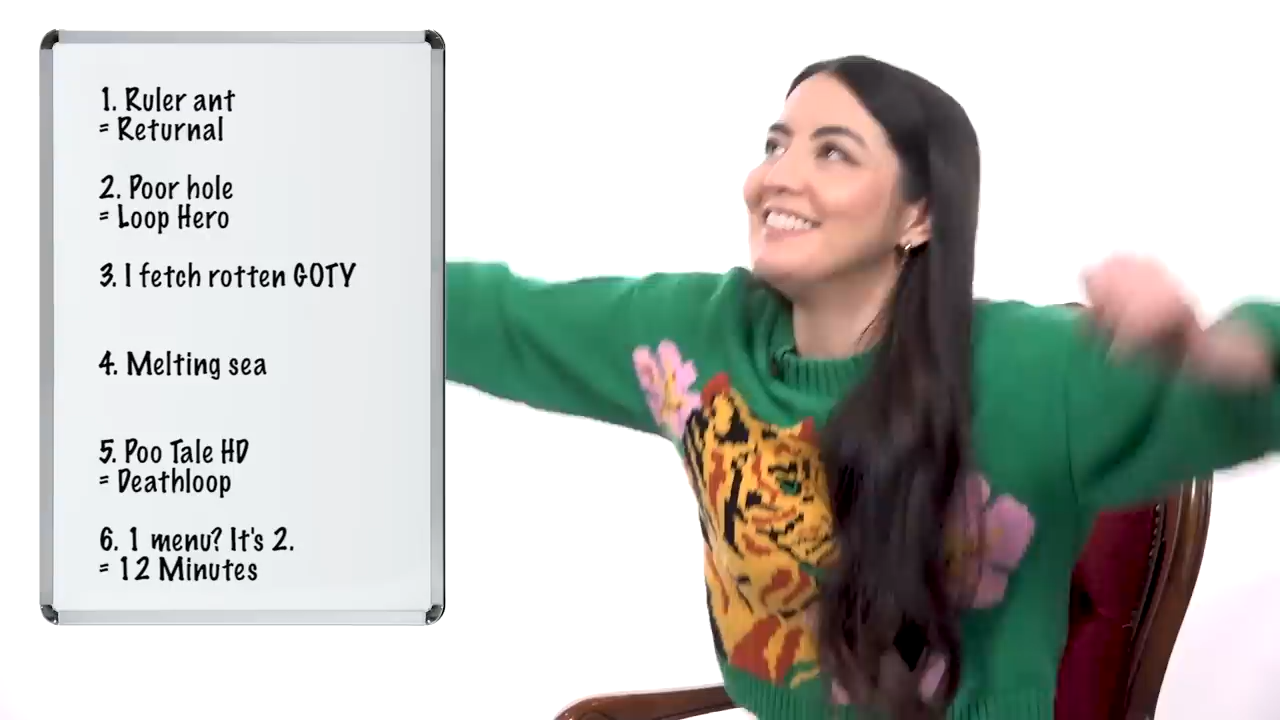 1. Ruler ant
= Returnal
2. Poor hole
= Loop Hero
3. I fetch rotten GOTY
4. Melting sea
5. Poo Tale HD
= Deathloop
6. 1 menu? It's 2.
= 12 Minutes